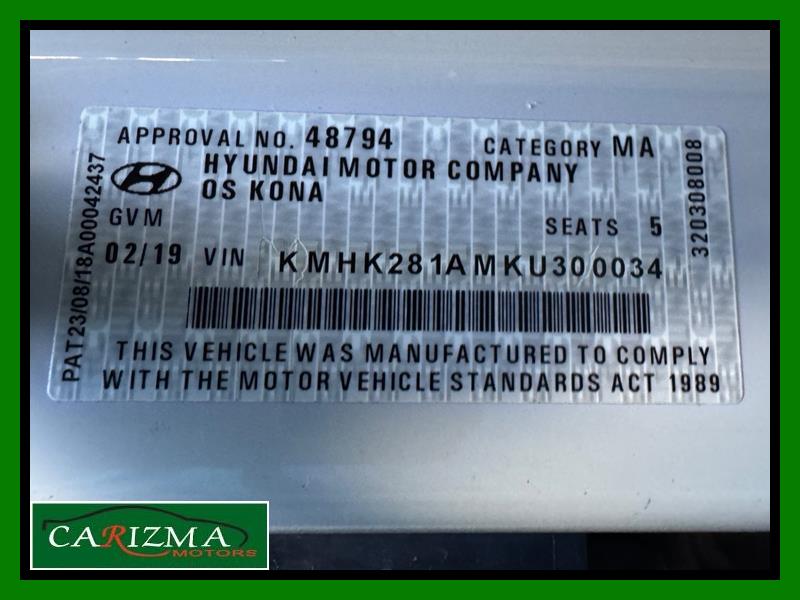 APPROVAL NO. 48794 CATEGORY MA
HYUNDAI MOTOR COMPANY
OS KONA
GVM SEATS 5
02/19 VIN KMHK281AMKU300034
THIS VEHICLE WAS MANUFACTURED TO COMPLY
WITH THE MOTOR VEHICLE STANDARDS ACT 1989
PAT23/08/18A00042437
320308008
CARIZMA
MOTORS